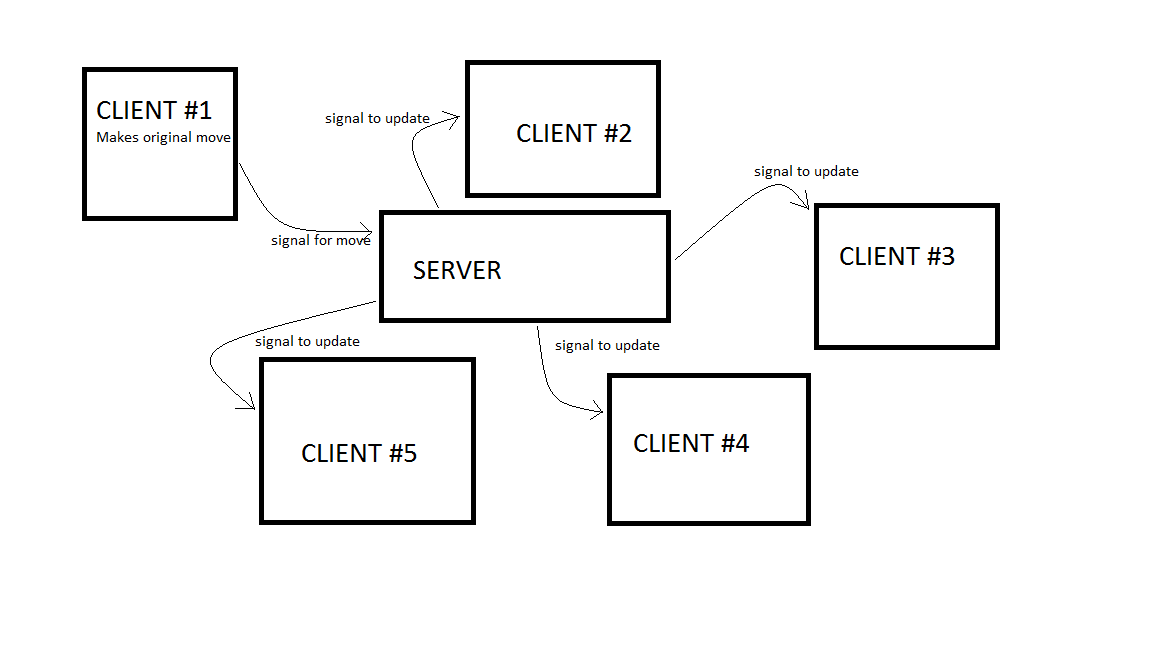 CLIENT #1
Makes original move
signal to update
CLIENT #2
signal to update
signal for move
SERVER
CLIENT #3
signal to update
signal to update
CLIENT #5
CLIENT #4